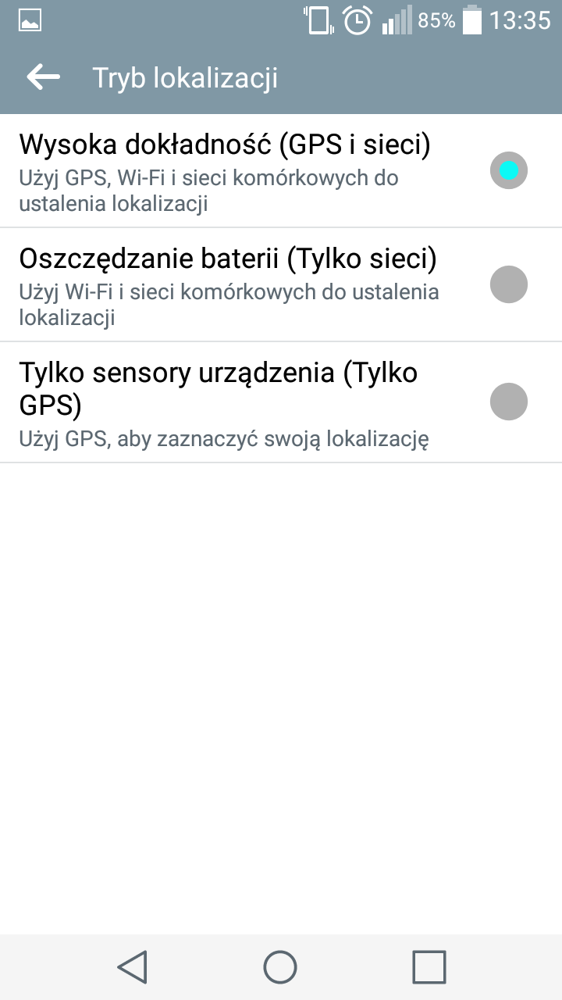 85% 13:35
Tryb lokalizacji
Wysoka dokładność (GPS i sieci)
Użyj GPS, Wi-Fi i sieci komórkowych do
ustalenia lokalizacji
Oszczędzanie baterii (Tylko sieci)
Użyj Wi-Fi i sieci komórkowych do ustalenia
lokalizacji
Tylko sensory urządzenia (Tylko
GPS)
Użyj GPS, aby zaznaczyć swoją lokalizację